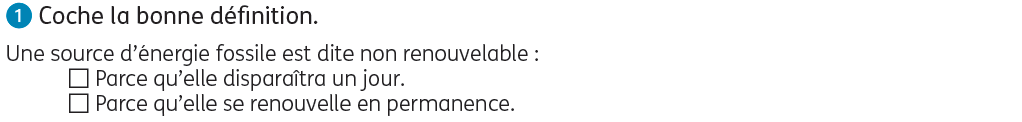 1 Coche la bonne définition.
Une source d'énergie fossile est dite non renouvelable :
☐ Parce qu'elle disparaîtra un jour.
☐ Parce qu'elle se renouvelle en permanence.